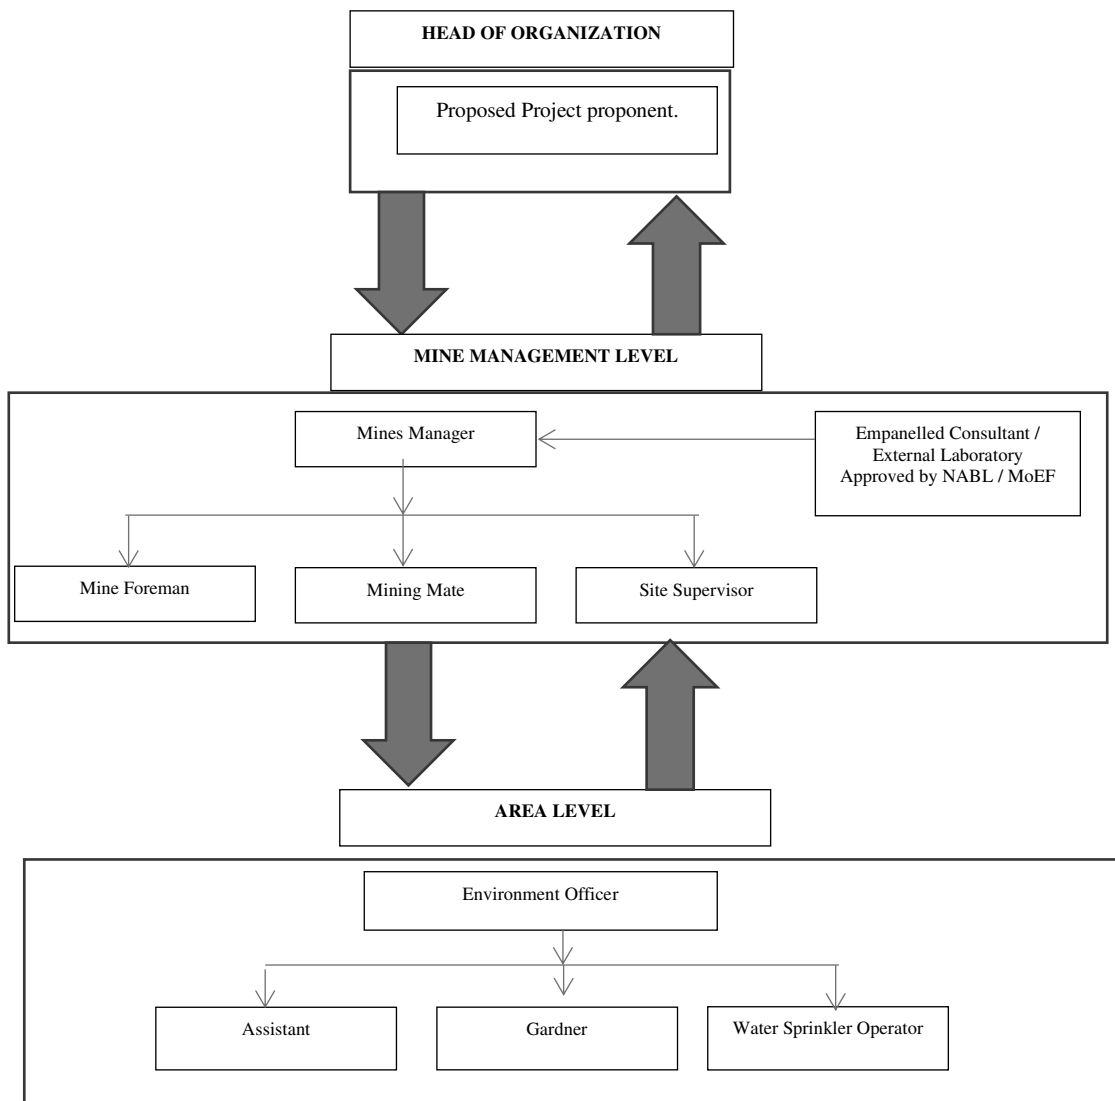 HEAD OF ORGANIZATION
Proposed Project proponent.
MINE MANAGEMENT LEVEL
Mines Manager
Empanelled Consultant /
External Laboratory
Approved by NABL / MoEF
Mine Foreman
Mining Mate
Site Supervisor
AREA LEVEL
Environment Officer
Assistant
Gardner
Water Sprinkler Operator